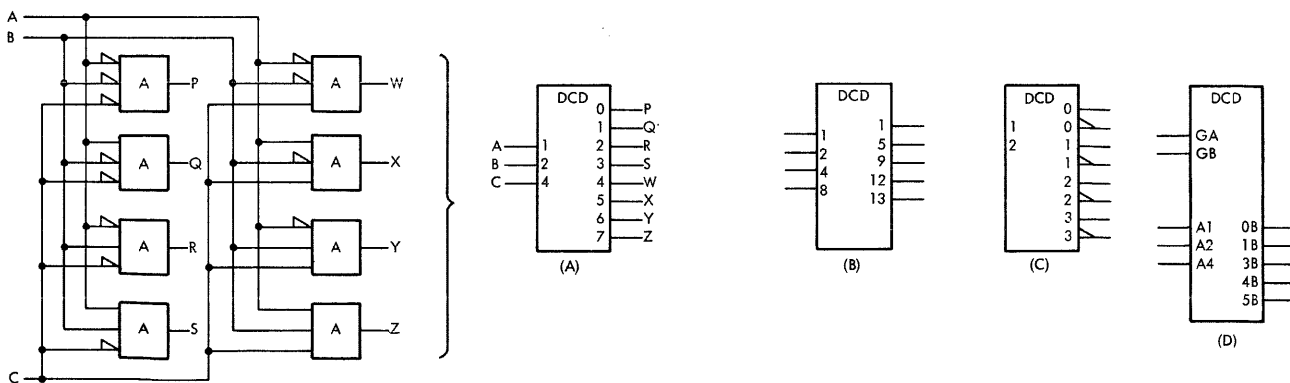 A
B
A P
A W
A Q
A X
A R
A Y
A S
A Z
C
DCD
0 P
1 Q
A 1 2 R
B 2 3 S
C 4 4 W
5 X
6 Y
7 Z
(A)
DCD
1 1
2 5
4 9
8 12
13
(B)
DCD
0
1 0
2 1
1
2
2
3
3
(C)
DCD
GA
GB
A1 0B
A2 1B
A4 3B
4B
5B
(D)